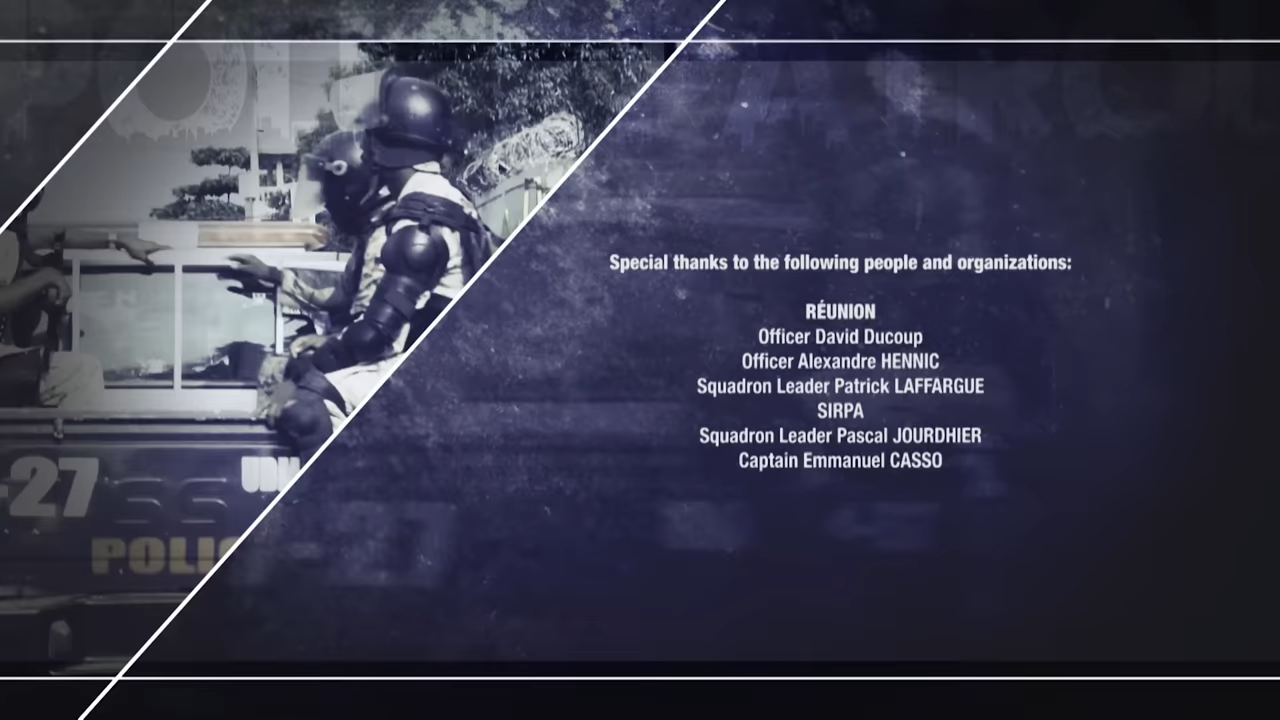 Special thanks to the following people and organizations:
RÉUNION
Officer David Ducoup
Officer Alexandre HENNIC
Squadron Leader Patrick LAFFARGUE
SIRPA
Squadron Leader Pascal JOURDHIER
Captain Emmanuel CASSO
-27